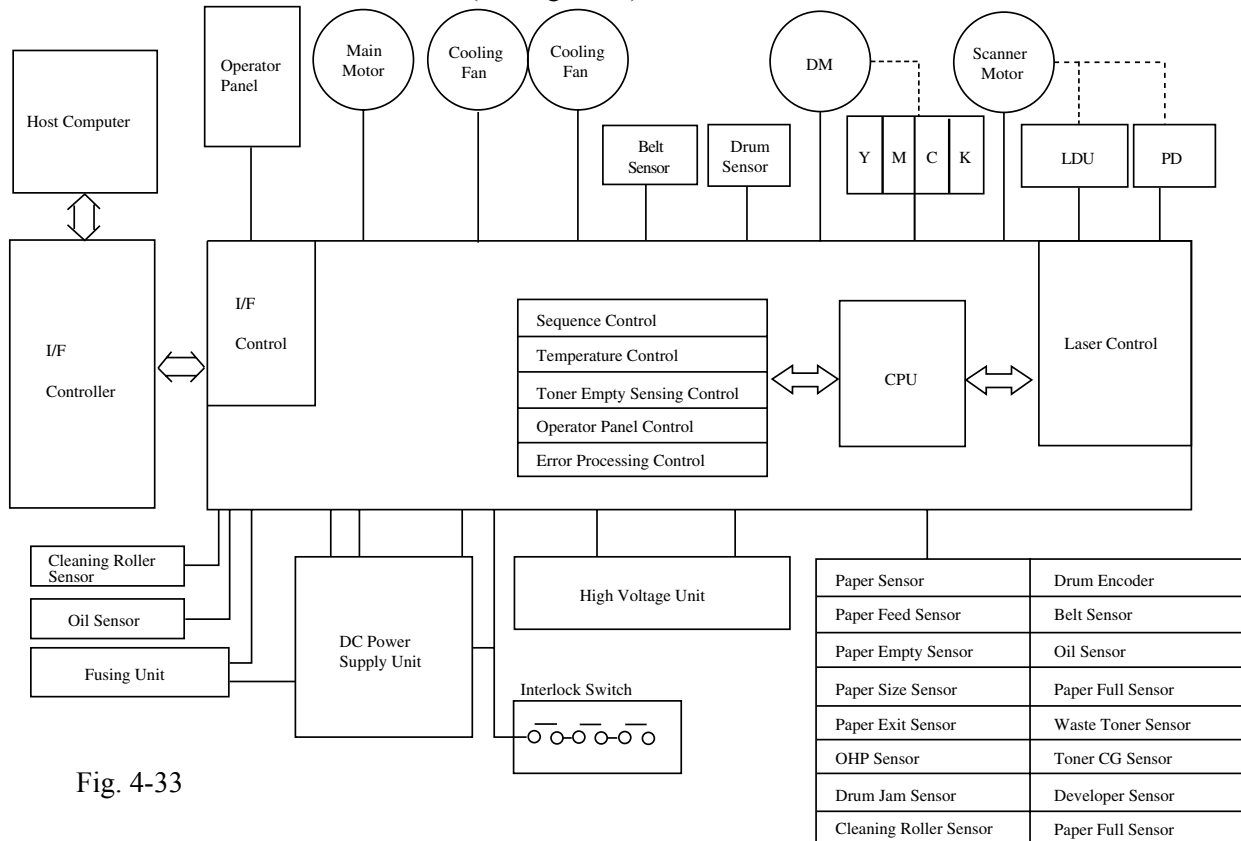 Host Computer
Operator
Panel
Main
Motor
Cooling
Fan
Cooling
Fan
DM
Scanner
Motor
Belt
Sensor
Drum
Sensor
Y
M
C
K
LDU
PD
I/F
Controller
I/F
Control
Sequence Control
Temperature Control
Toner Empty Sensing Control
Operator Panel Control
Error Processing Control
CPU
Laser Control
Cleaning Roller
Sensor
Oil Sensor
Fusing Unit
DC Power
Supply Unit
High Voltage Unit
Interlock Switch
Paper Sensor
Drum Encoder
Paper Feed Sensor
Belt Sensor
Paper Empty Sensor
Oil Sensor
Paper Size Sensor
Paper Full Sensor
Paper Exit Sensor
Waste Toner Sensor
OHP Sensor
Toner CG Sensor
Drum Jam Sensor
Developer Sensor
Cleaning Roller Sensor
Paper Full Sensor
Fig. 4-33